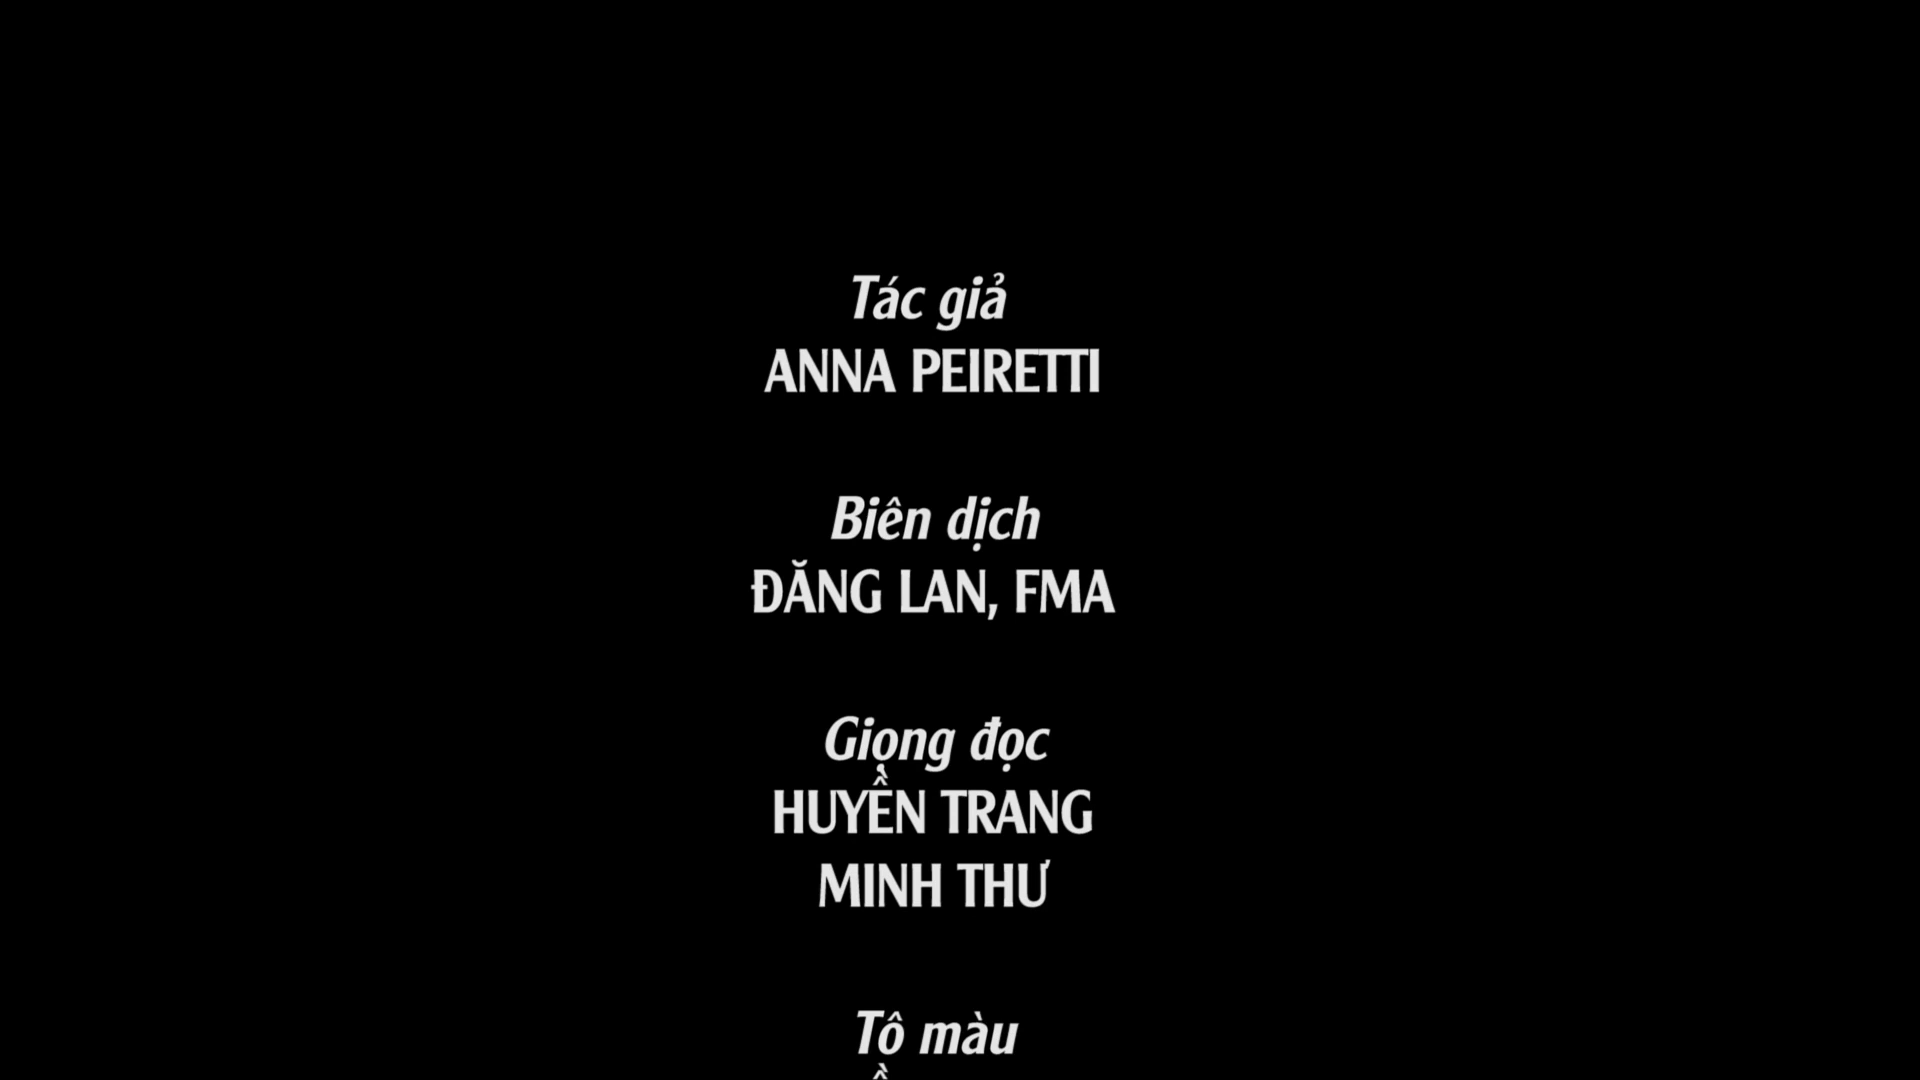 Tác giả
ANNA PEIRETTI
Biên dịch
ĐĂNG LAN, FMA
Giọng đọc
HUYỀN TRANG
MINH THƯ
Tô màu